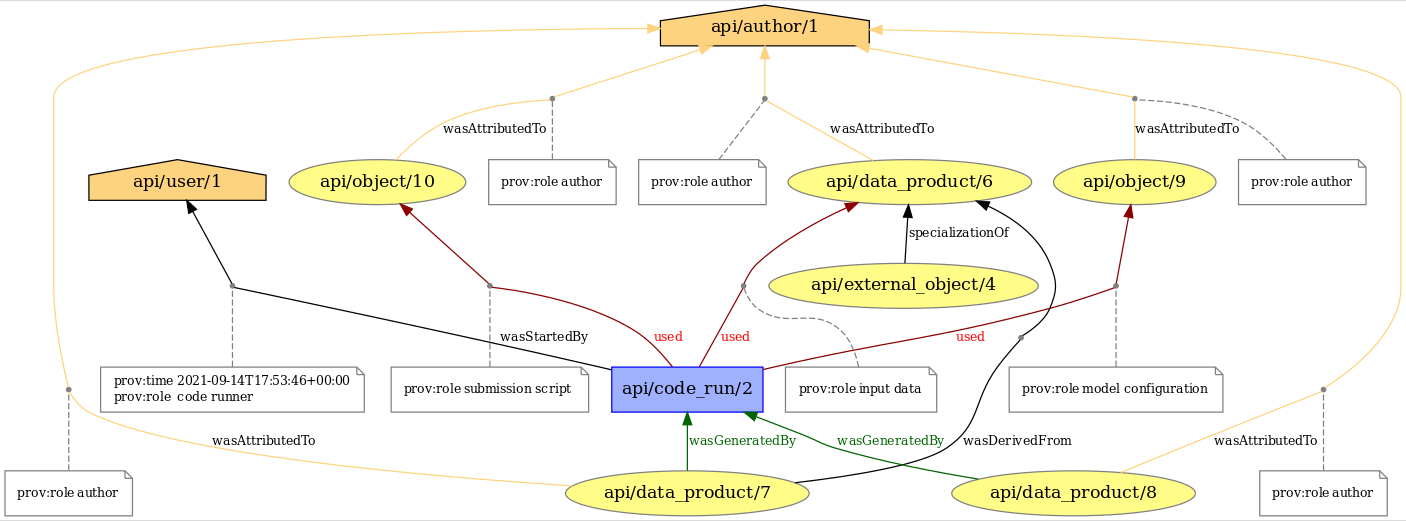 api/author/1
wasAttributedTo
wasAttributedTo
wasAttributedTo
api/user/1
api/object/10
prov:role author
prov:role author
api/data_product/6
api/object/9
prov:role author
specializationOf
api/external_object/4
wasStartedBy
used
used
used
prov:time 2021-09-14T17:53:46+00:00
prov:role code runner
prov:role submission script
api/code_run/2
prov:role input data
prov:role model configuration
wasAttributedTo
wasGeneratedBy
wasGeneratedBy
wasDerivedFrom
wasAttributedTo
prov:role author
api/data_product/7
api/data_product/8
prov:role author